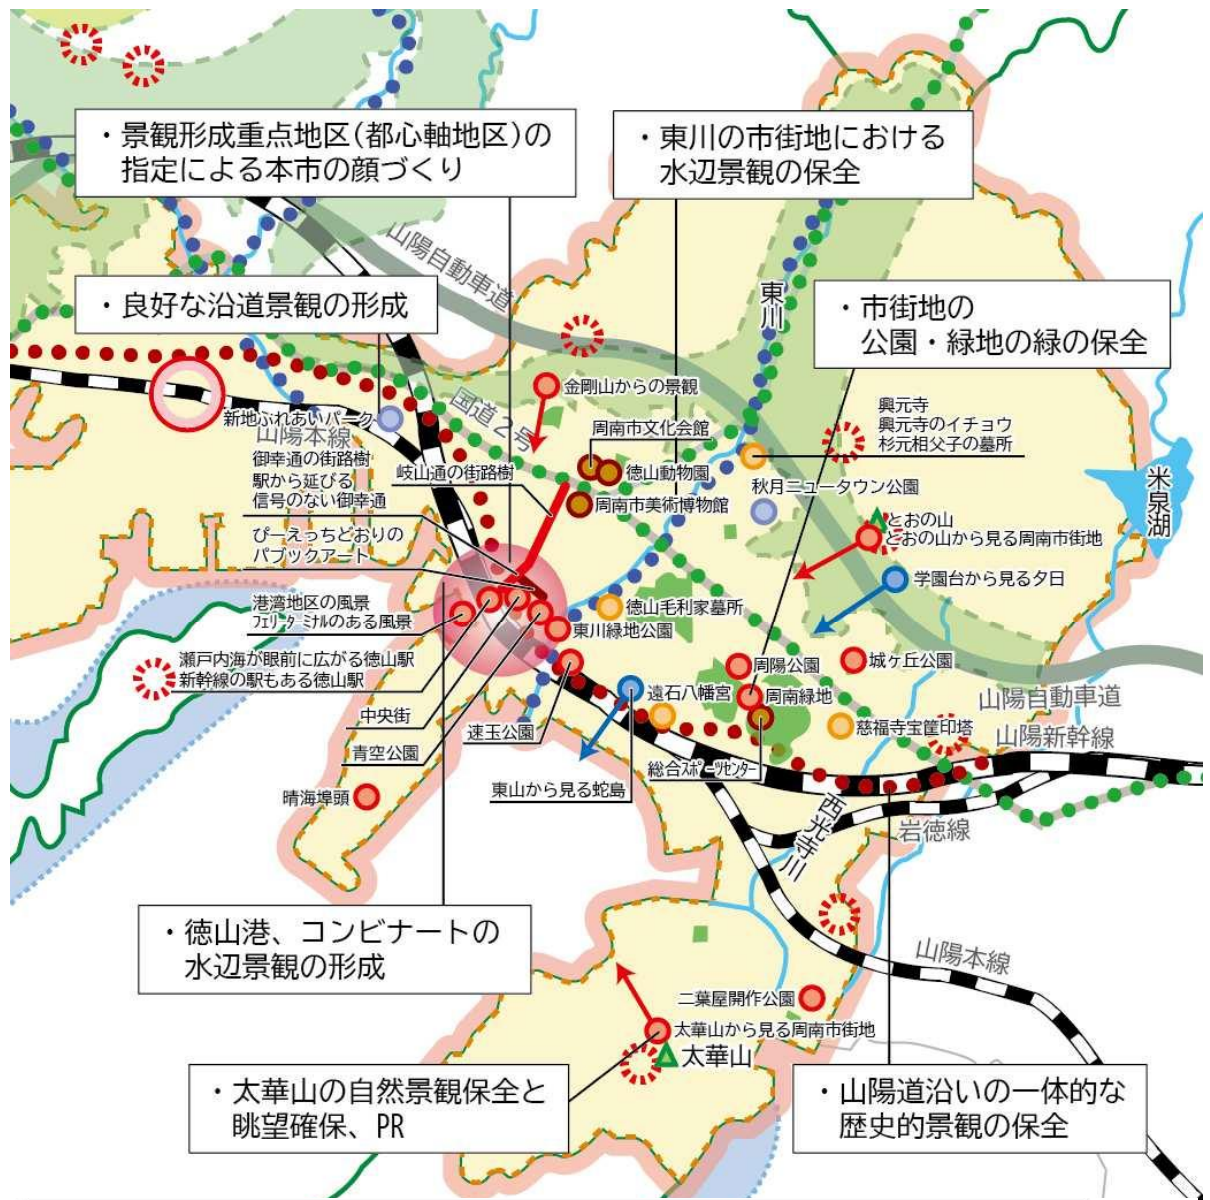 ・景観形成重点地区(都心軸地区)の
指定による本市の顔づくり
・東川の市街地における
水辺景観の保全
・良好な沿道景観の形成
・市街地の
公園・緑地の緑の保全
山陽自動車道
東川
国道2号
金剛山からの景観
新地ふれあいパーク
山陽本線
周南市文化会館
興元寺
興元寺のイチョウ
杉元相父子の墓所
御幸通の街路樹
駅から延びる
信号のない御幸通
岐山通の街路樹
徳山動物園
周南市美術博物館
秋月ニュータウン公園
米泉湖
とおの山
とおの山から見る周南市街地
ぴーえっちどおりの
パブックアート
学園台から見る夕日
港湾地区の風景
フェリーターミナルのある風景
徳山毛利家墓所
東川緑地公園
瀬戸内海が眼前に広がる徳山駅
新幹線の駅もある徳山駅
周陽公園
城ヶ丘公園
遠石八幡宮
周南緑地
山陽自動車道
中央街
速玉公園
慈福寺宝筐印塔
山陽新幹線
青空公園
総合スポーツセンター
東山から見る蛇島
晴海埠頭
西光寺川
岩徳線
・徳山港、コンビナートの
水辺景観の形成
山陽本線
二葉屋開作公園
太華山から見る周南市街地
太華山
・太華山の自然景観保全と
眺望確保、PR
・山陽道沿いの一体的な
歴史的景観の保全